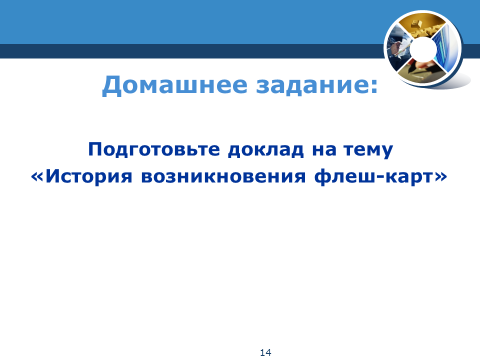 Домашнее задание:
Подготовьте доклад на тему
«История возникновения флеш-карт»
14